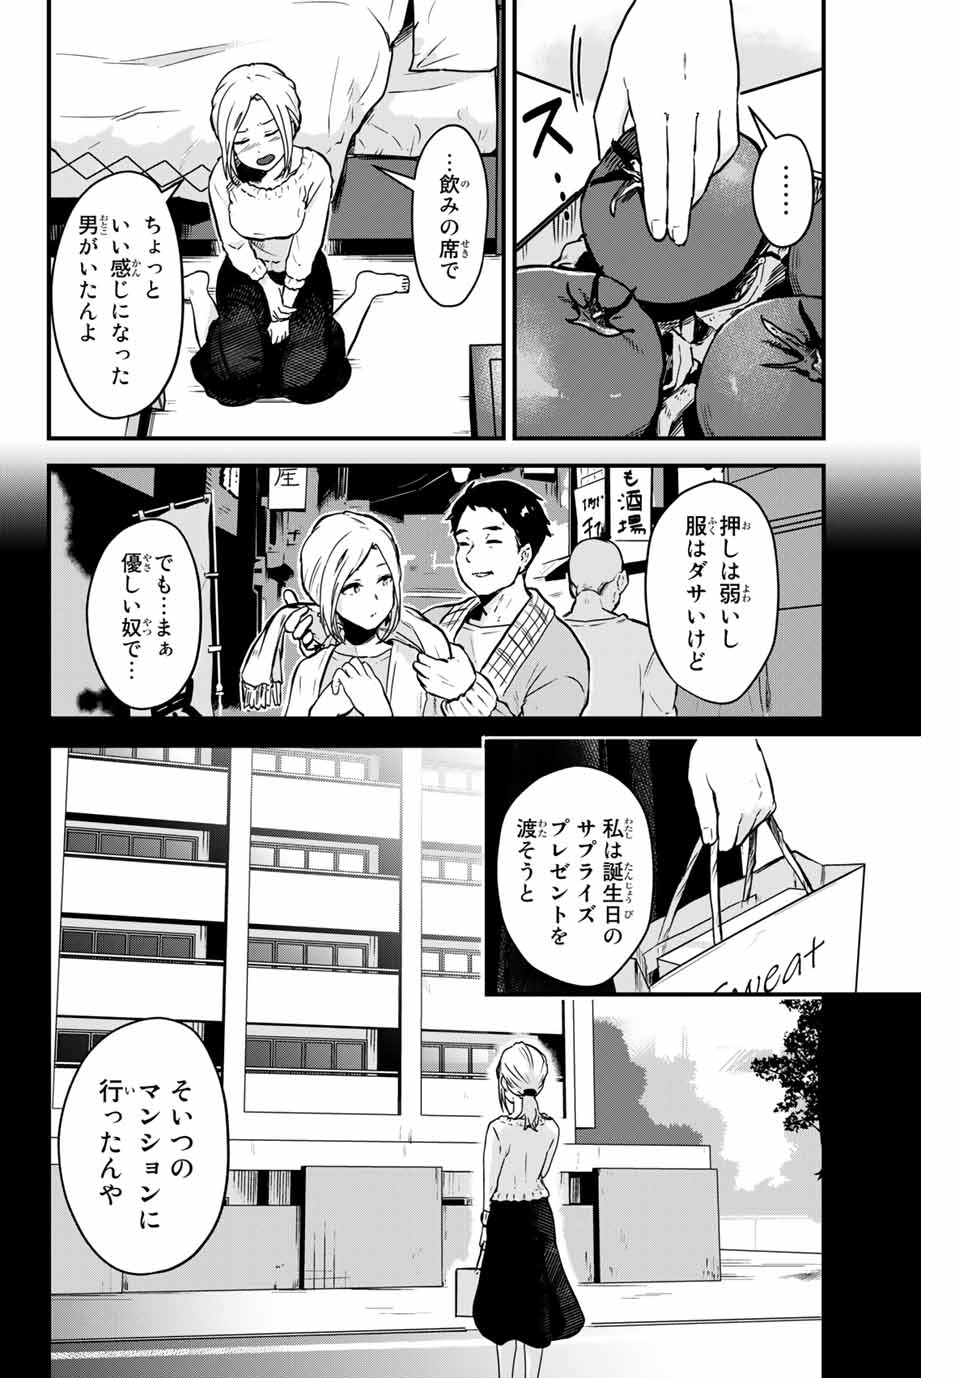 ………
スッ…
…飲みの席で
ちょっと
いい感じになった
男がいたんよ
押しは弱いし
服はダサいけど
も酒場
産
でも…まぁ
優しい奴で…
私は誕生日の
サプライズ
プレゼントを
渡そうと
Sweat
そいつの
マンションに
行ったんや